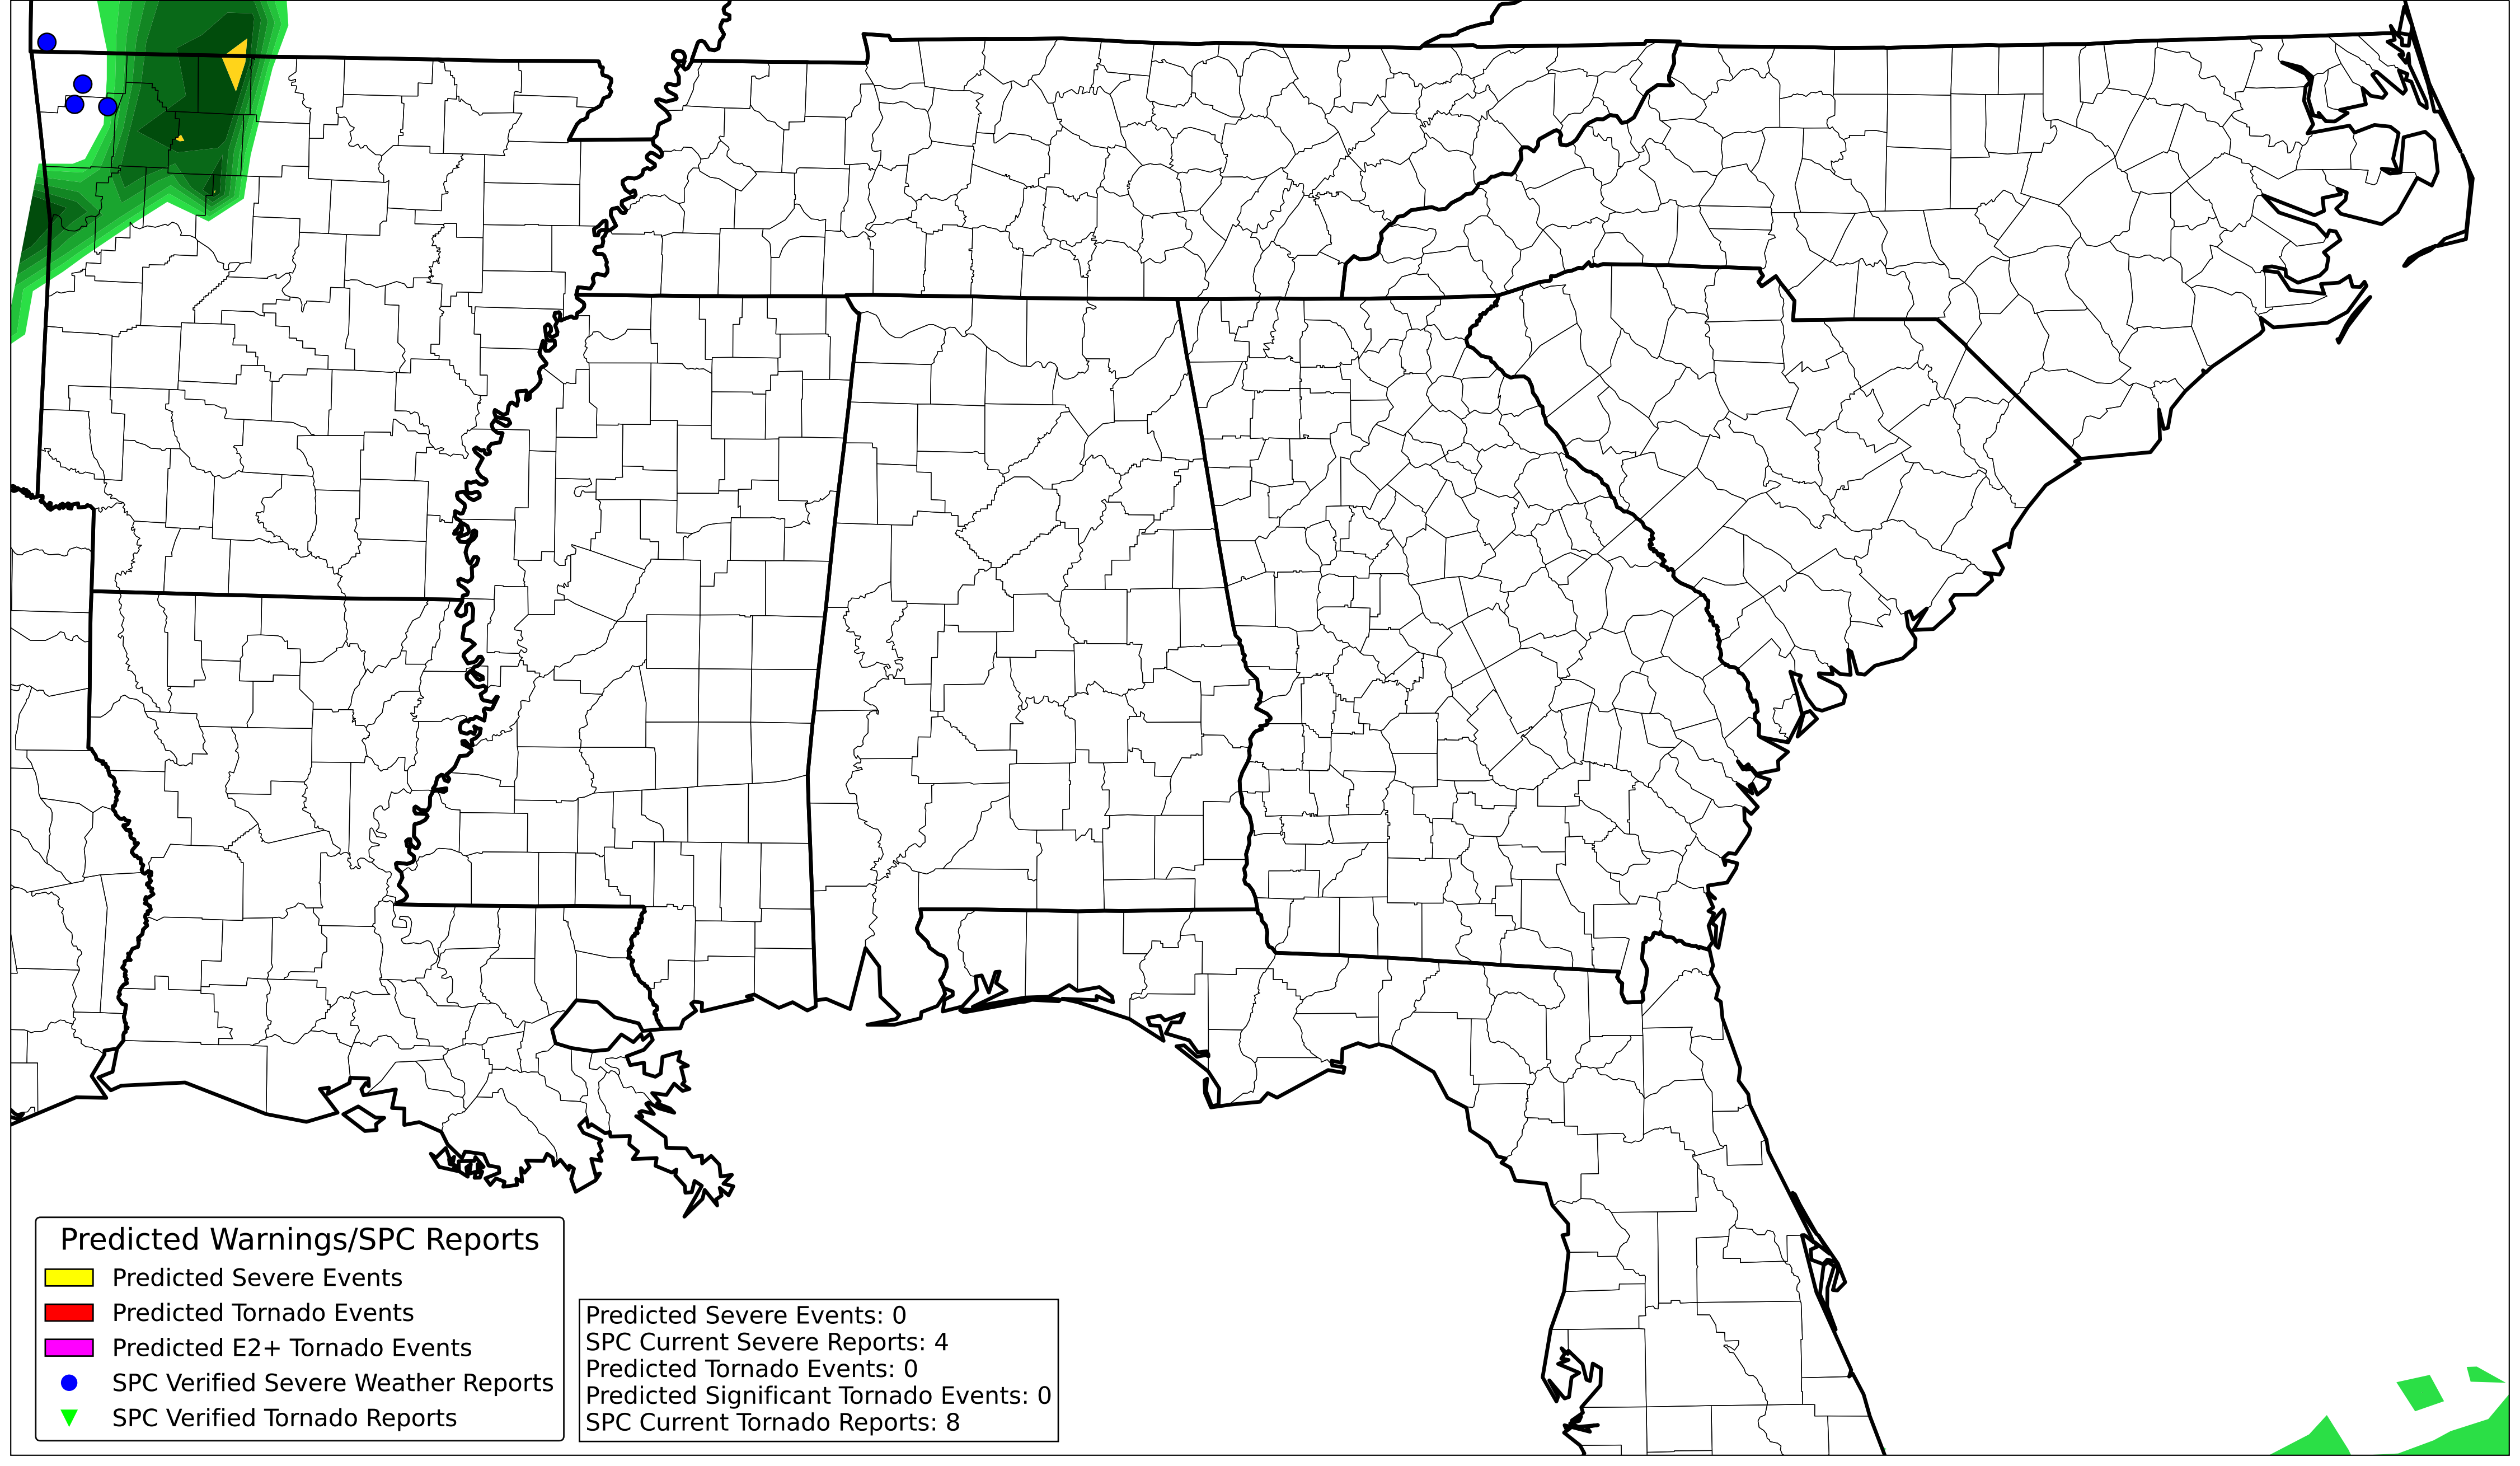 Predicted Warnings/SPC Reports
Predicted Severe Events
Predicted Tornado Events
Predicted E2+ Tornado Events
SPC Verified Severe Weather Reports
SPC Verified Tornado Reports
Predicted Severe Events: 0
SPC Current Severe Reports: 4
Predicted Tornado Events: 0
Predicted Significant Tornado Events: 0
SPC Current Tornado Reports: 8